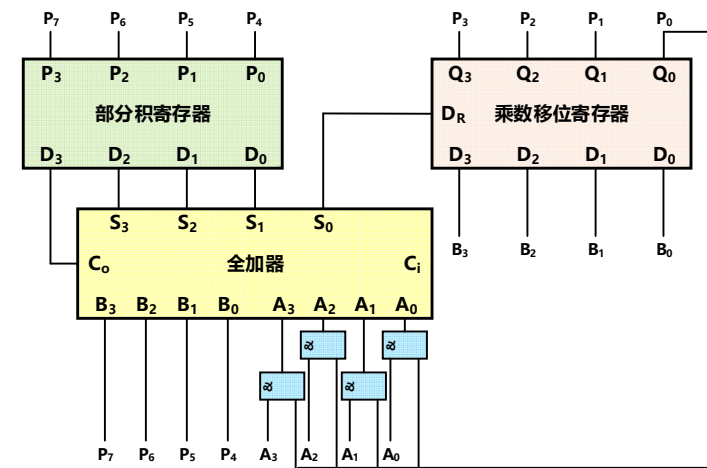 P₇ P₆ P₅ P₄ P₃ P₂ P₁ P₀
P₃ P₂ P₁ P₀ Q₃ Q₂ Q₁ Q₀
部分积寄存器 D_R 乘数移位寄存器
D₃ D₂ D₁ D₀ D₃ D₂ D₁ D₀
S₃ S₂ S₁ S₀
B₃ B₂ B₁ B₀
Cₒ 全加器 Cᵢ
B₃ B₂ B₁ B₀ A₃ A₂ A₁ A₀
& &
& &
P₇ P₆ P₅ P₄ A₃ A₂ A₁ A₀